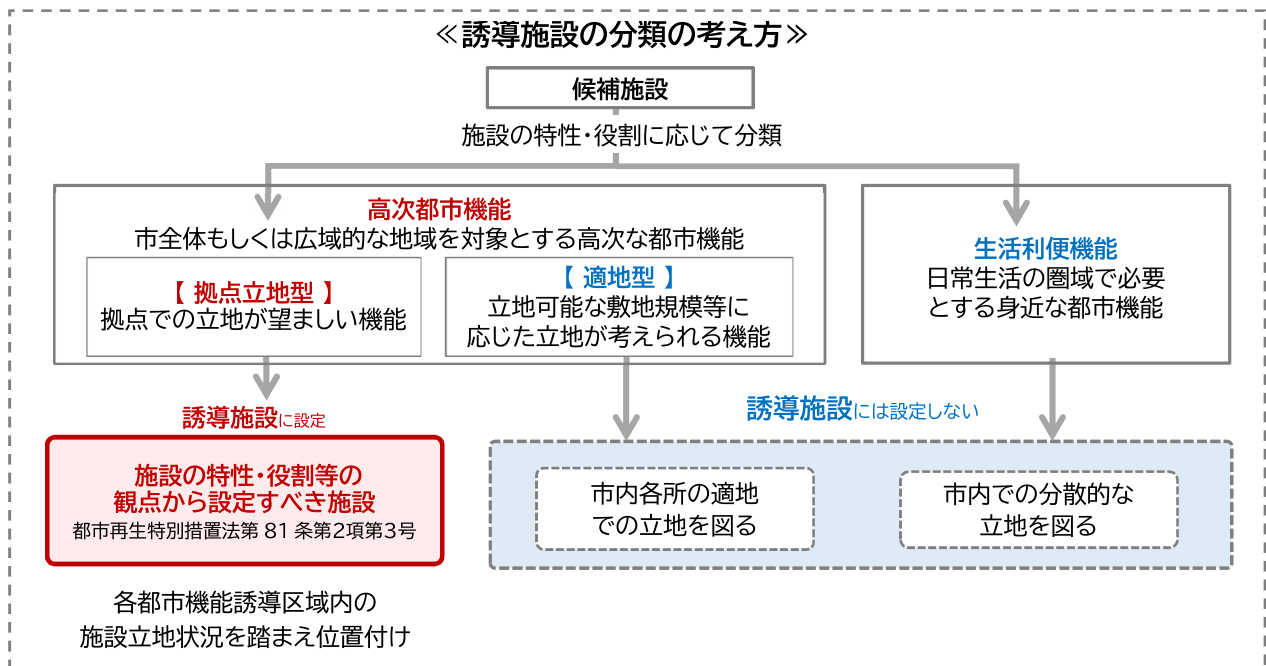 ≪誘導施設の分類の考え方≫
候補施設
施設の特性・役割に応じて分類
高次都市機能
市全体もしくは広域的な地域を対象とする高次な都市機能
【 拠点立地型 】
拠点での立地が望ましい機能
【 適地型 】
立地可能な敷地規模等に
応じた立地が考えられる機能
生活利便機能
日常生活の圏域で必要
とする身近な都市機能
誘導施設に設定
誘導施設には設定しない
施設の特性・役割等の
観点から設定すべき施設
都市再生特別措置法第 81 条第2項第3号
市内各所の適地
での立地を図る
市内での分散的な
立地を図る
各都市機能誘導区域内の
施設立地状況を踏まえ位置付け